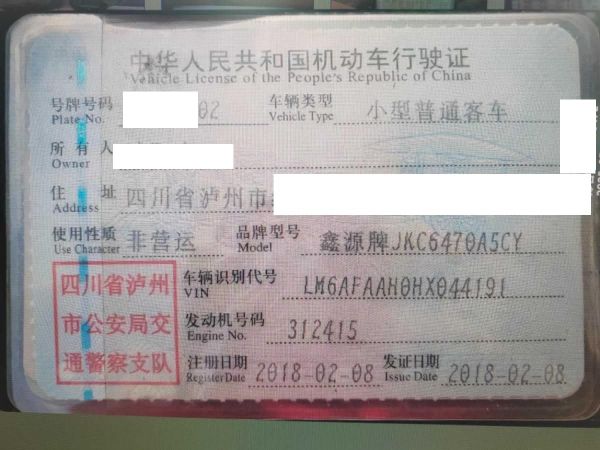 中华人民共和国机动车行驶证
Vehicle License of the People's Republic of China
号牌号码 02 车辆类型 小型普通客车
Plate No. Vehicle Type
所有人
Owner
住址 四川省泸州市
Address
使用性质 非营运 品牌型号 鑫源牌JKC6470A5CY
Use Character Model
四川省泸州 车辆识别代号 LM6AFAAH0HX044191
VIN
市公安局交 发动机号码 312415
Engine No.
通警察支队 注册日期 2018-02-08 发证日期 2018-02-08
Register Date Issue Date